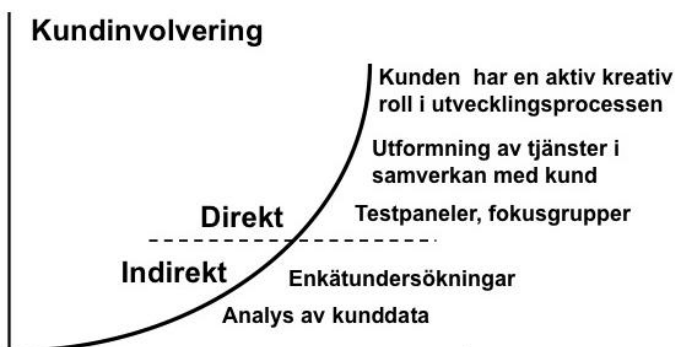 Kundinvolvering
Kunden har en aktiv kreativ
roll i utvecklingsprocessen
Utformning av tjänster i
samverkan med kund
Direkt
Testpaneler, fokusgrupper
Indirekt
Enkätundersökningar
Analys av kunddata